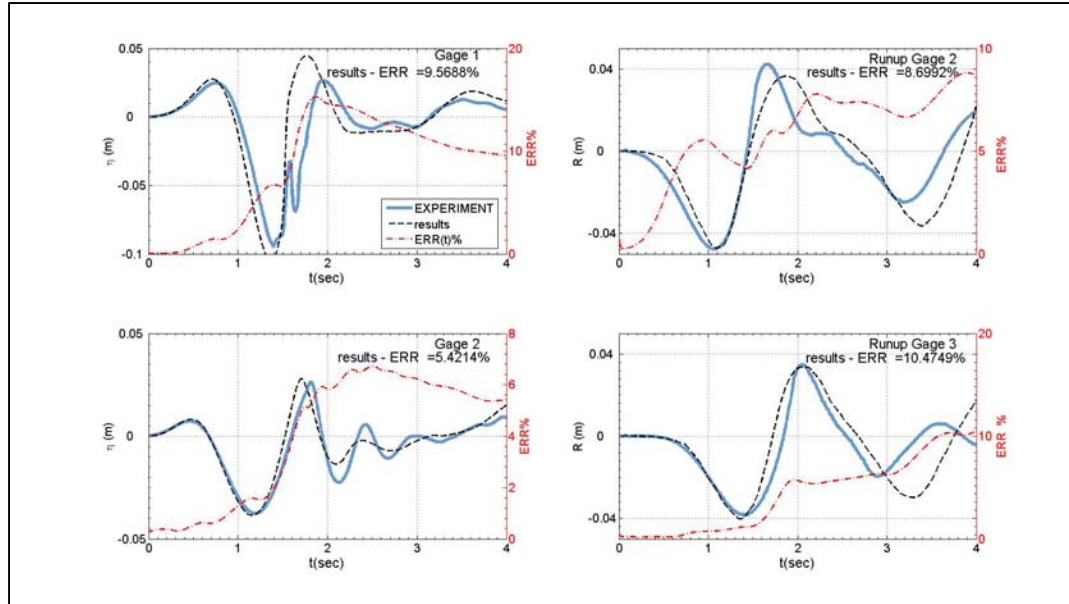 Gage 1
results - ERR =9.5688%
0.05
0
-0.05
-0.1
η (m)
20
10
0
ERR%
EXPERIMENT
results
ERR(t)%
0 1 2 3 4
t(sec)
Runup Gage 2
results - ERR =8.6992%
0.04
0
-0.04
R (m)
10
5
0
ERR%
0 1 2 3 4
t(sec)
Gage 2
results - ERR =5.4214%
0.05
0
-0.05
η (m)
8
6
4
2
0
ERR%
0 1 2 3 4
t(sec)
Runup Gage 3
results - ERR =10.4749%
0.04
0
-0.04
R (m)
20
10
0
ERR %
0 1 2 3 4
t(sec)